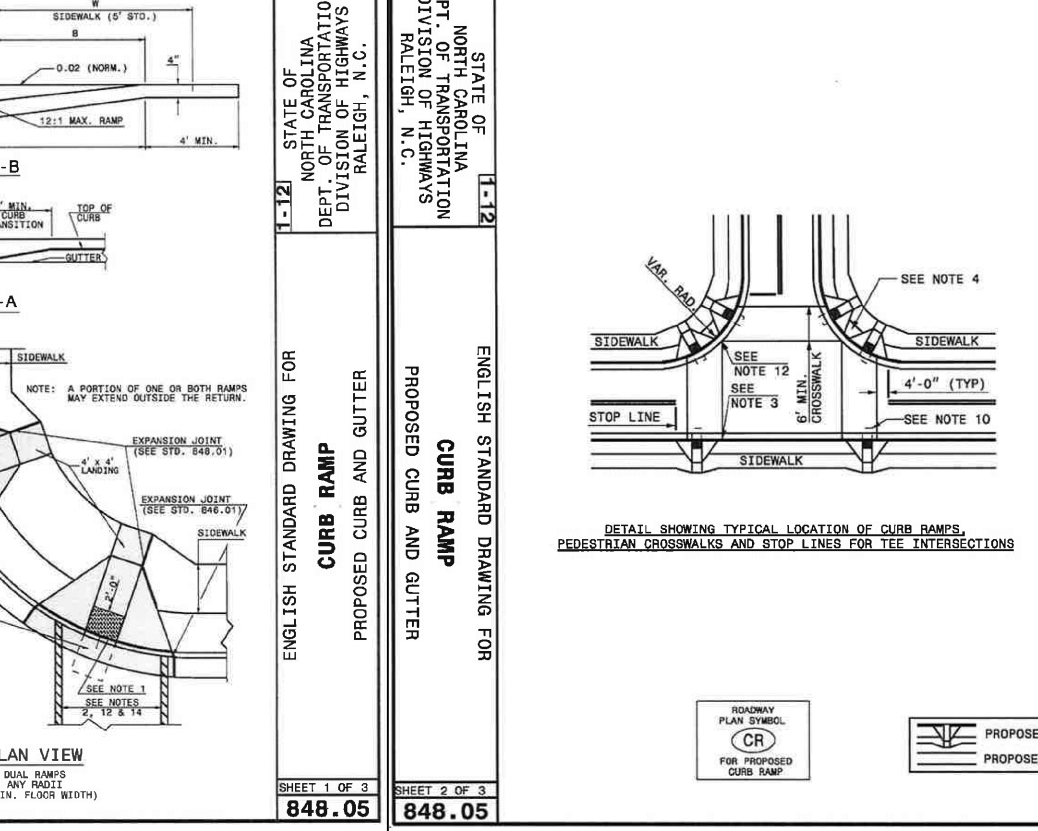 W
SIDEWALK (5' STD.)
B
4"
0.02 (NORM.)
12:1 MAX. RAMP
4' MIN.
-B
' MIN.
CURB
ANSITION
TOP OF
CURB
GUTTER
-A
SIDEWALK
NOTE: A PORTION OF ONE OR BOTH RAMPS
MAY EXTEND OUTSIDE THE RETURN.
EXPANSION JOINT
(SEE STD. 848.01)
4' x 4'
LANDING
EXPANSION JOINT
(SEE STD. 846.01)
SIDEWALK
2'-0"
SEE NOTE 1
SEE NOTES
2, 12 & 14
LAN VIEW
DUAL RAMPS
ANY RADII
IN. FLOOR WIDTH)
1-12
STATE OF
NORTH CAROLINA
DEPT. OF TRANSPORTATIO
DIVISION OF HIGHWAYS
RALEIGH, N.C.
ENGLISH STANDARD DRAWING FOR
CURB RAMP
PROPOSED CURB AND GUTTER
SHEET 1 OF 3
848.05
STATE OF
NORTH CAROLINA
PT. OF TRANSPORTATION
DIVISION OF HIGHWAYS
RALEIGH, N.C.
1-12
ENGLISH STANDARD DRAWING FOR
CURB RAMP
PROPOSED CURB AND GUTTER
SHEET 2 OF 3
848.05
VAR. RAD.
SEE NOTE 4
SIDEWALK
SIDEWALK
SEE
NOTE 12
SEE
NOTE 3
6' MIN.
CROSSWALK
4'-0" (TYP)
STOP LINE
SEE NOTE 10
SIDEWALK
DETAIL SHOWING TYPICAL LOCATION OF CURB RAMPS,
PEDESTRIAN CROSSWALKS AND STOP LINES FOR TEE INTERSECTIONS
ROADWAY
PLAN SYMBOL
CR
FOR PROPOSED
CURB RAMP
PROPOSE
PROPOSE